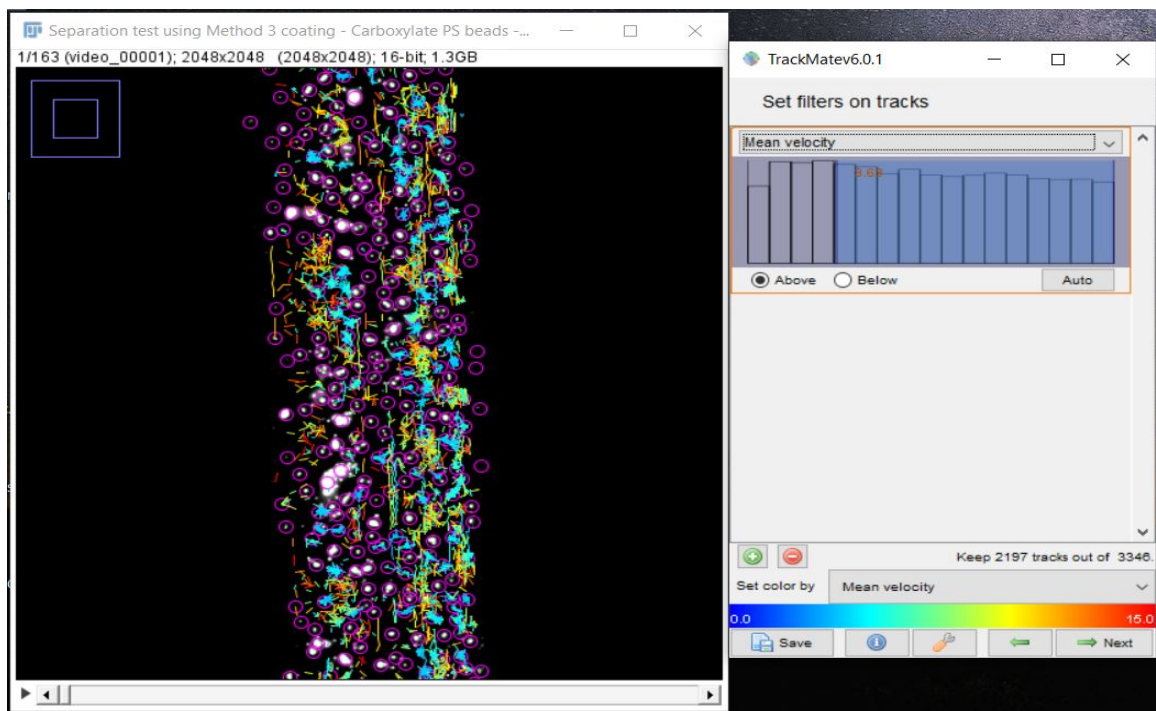 Separation test using Method 3 coating - Carboxylate PS beads -...
1/163 (video_00001); 2048x2048 (2048x2048); 16-bit; 1.3GB
TrackMatev6.0.1
Set filters on tracks
Mean velocity
Above Below Auto
Keep 2197 tracks out of 3346.
Set color by Mean velocity
0.0 15.0
Save Next